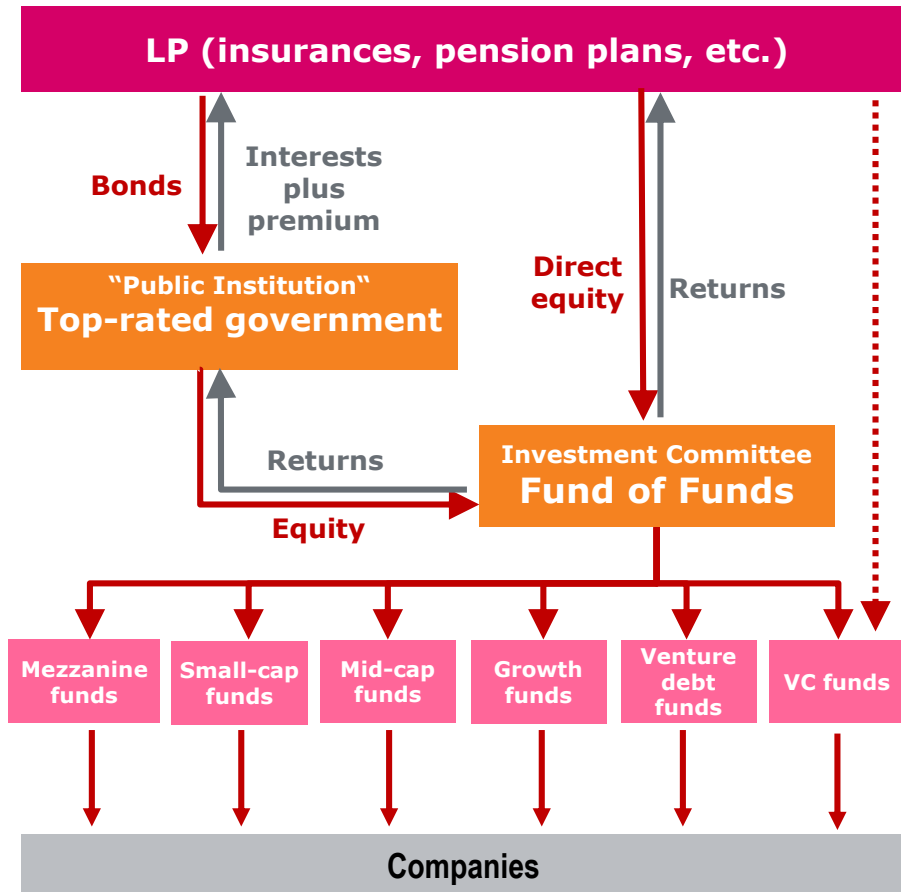 LP (insurances, pension plans, etc.)
Bonds
Interests
plus
premium
Direct
equity
Returns
“Public Institution“
Top-rated government
Returns
Equity
Investment Committee
Fund of Funds
Mezzanine
funds
Small-cap
funds
Mid-cap
funds
Growth
funds
Venture
debt
funds
VC funds
Companies